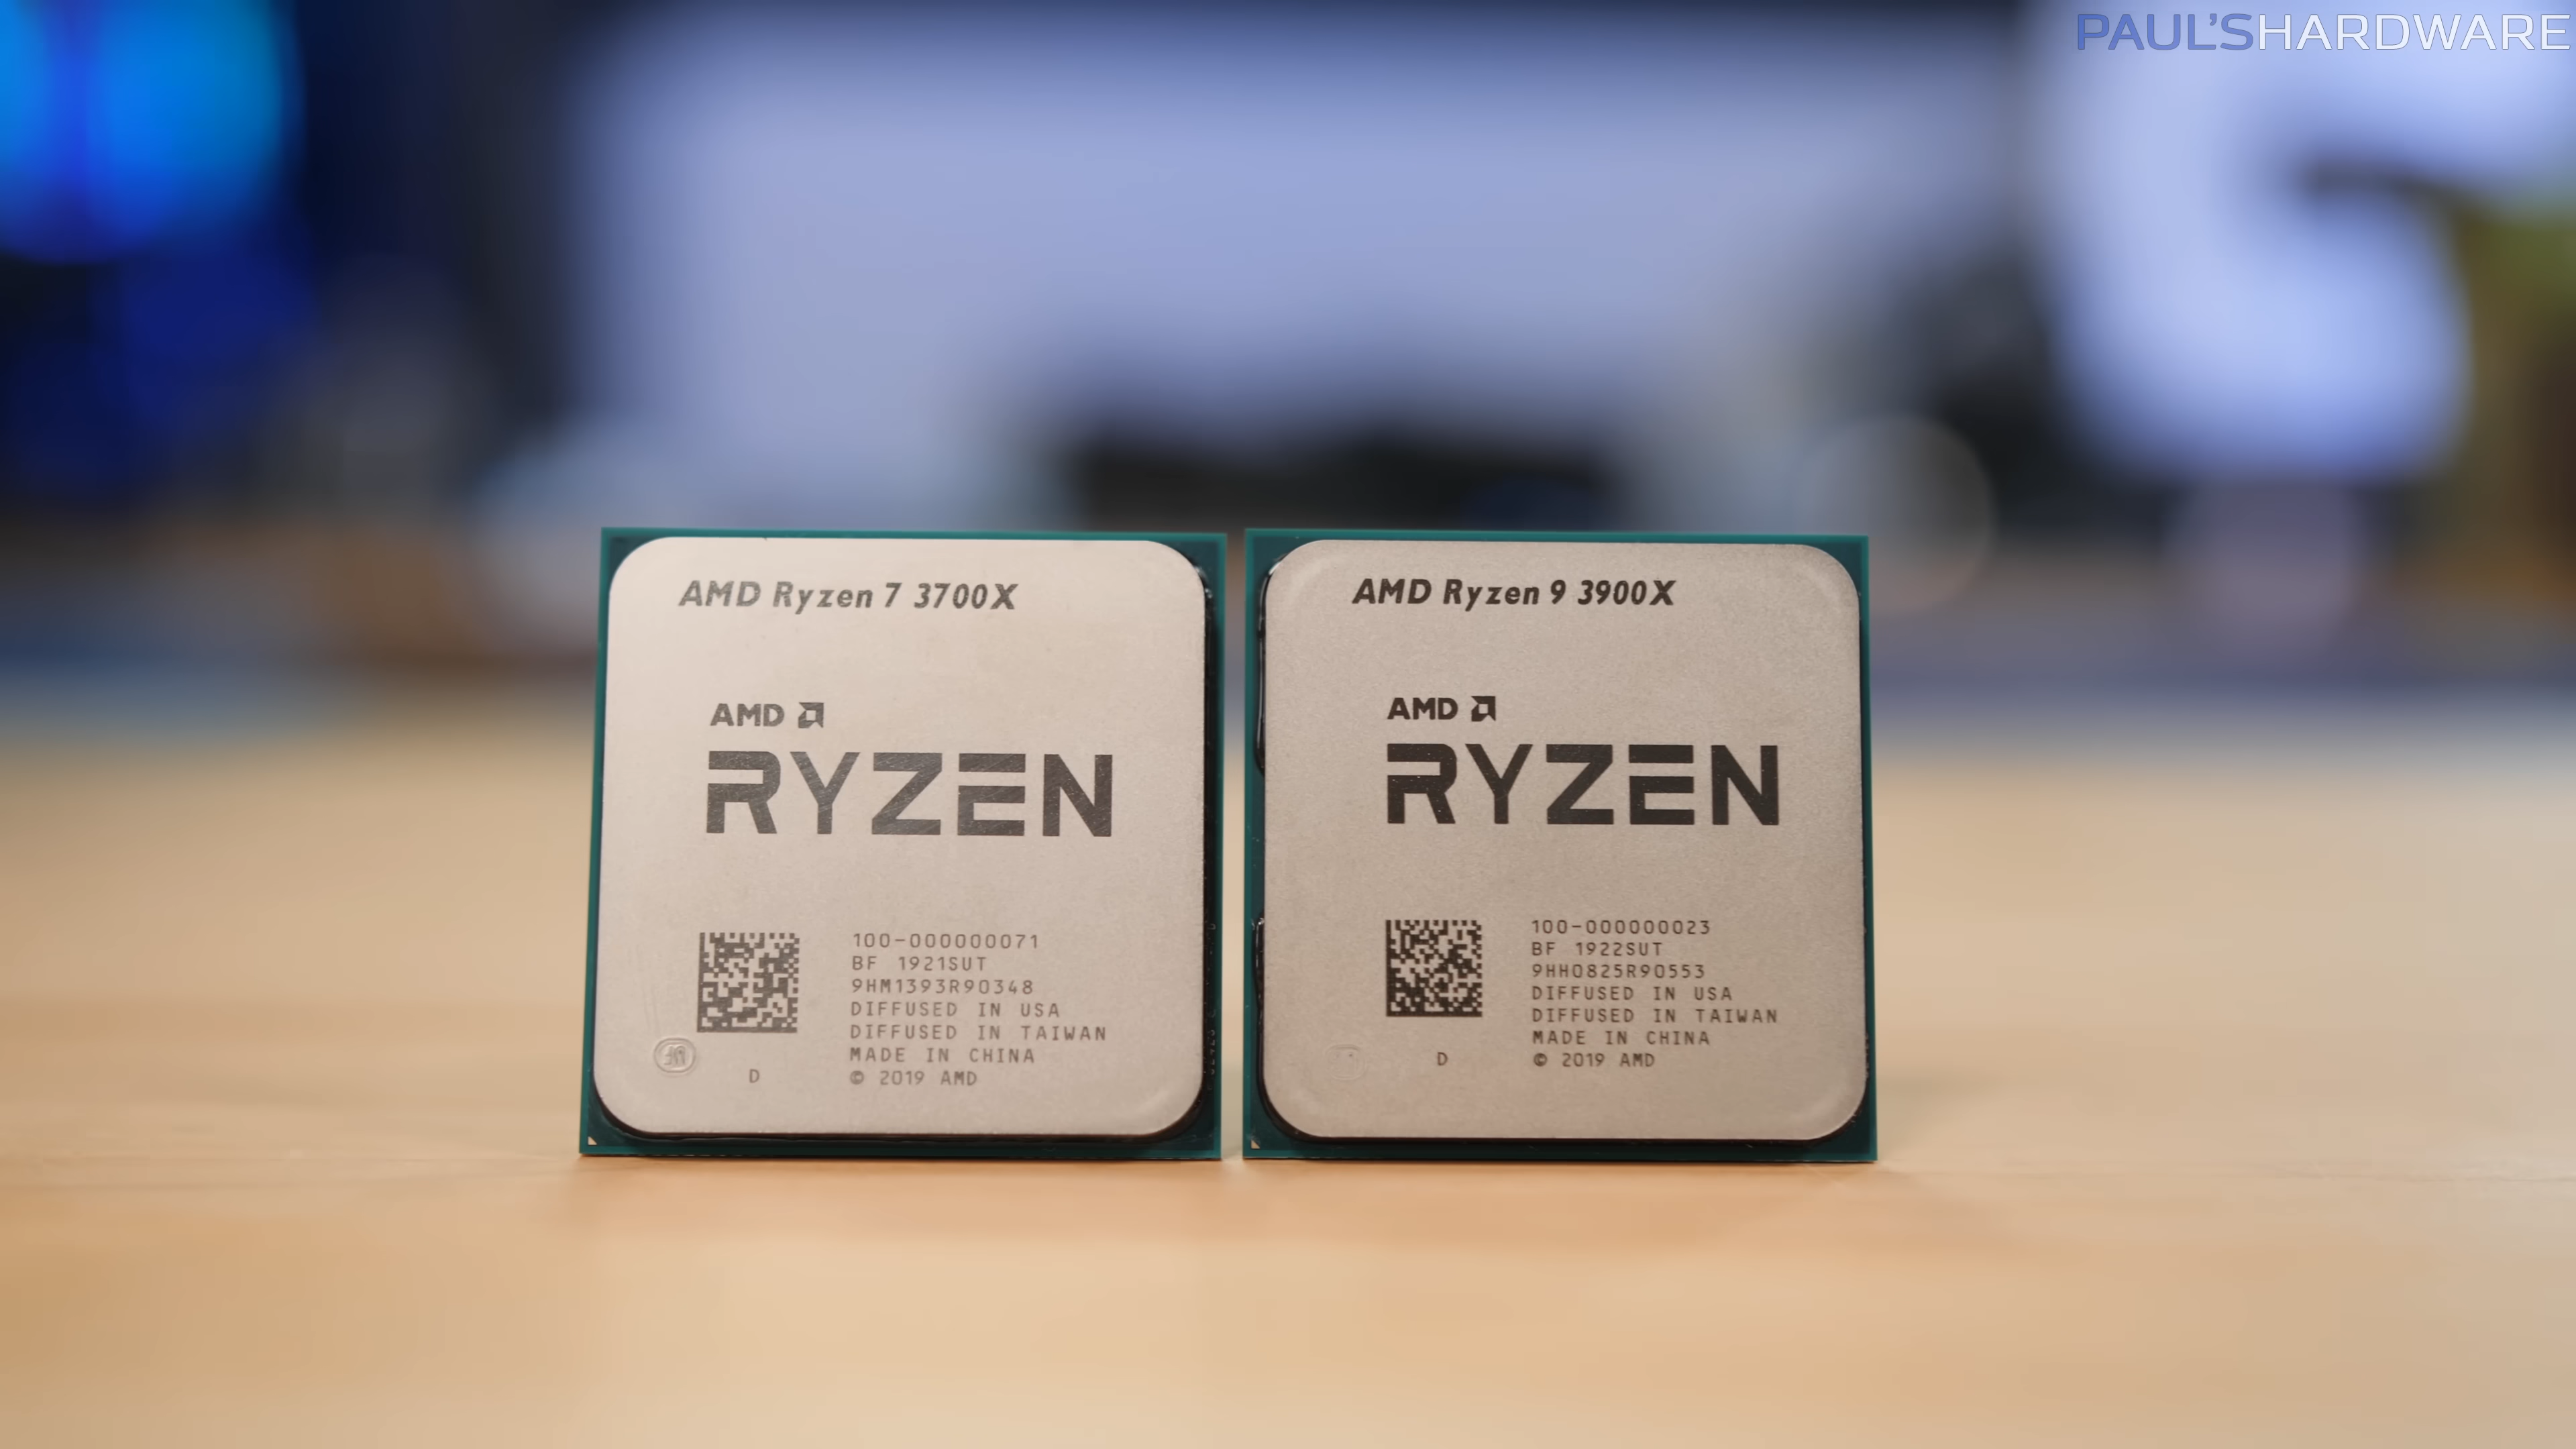 PAUL'SHARDWARE
AMD Ryzen 7 3700X
AMD
RYZEN
100-000000071
BF 1921SUT
9HM1393R90348
DIFFUSED IN USA
DIFFUSED IN TAIWAN
MADE IN CHINA
© 2019 AMD
D
AMD Ryzen 9 3900X
AMD
RYZEN
100-000000023
BF 1922SUT
9HH0825R90553
DIFFUSED IN USA
DIFFUSED IN TAIWAN
MADE IN CHINA
© 2019 AMD
D